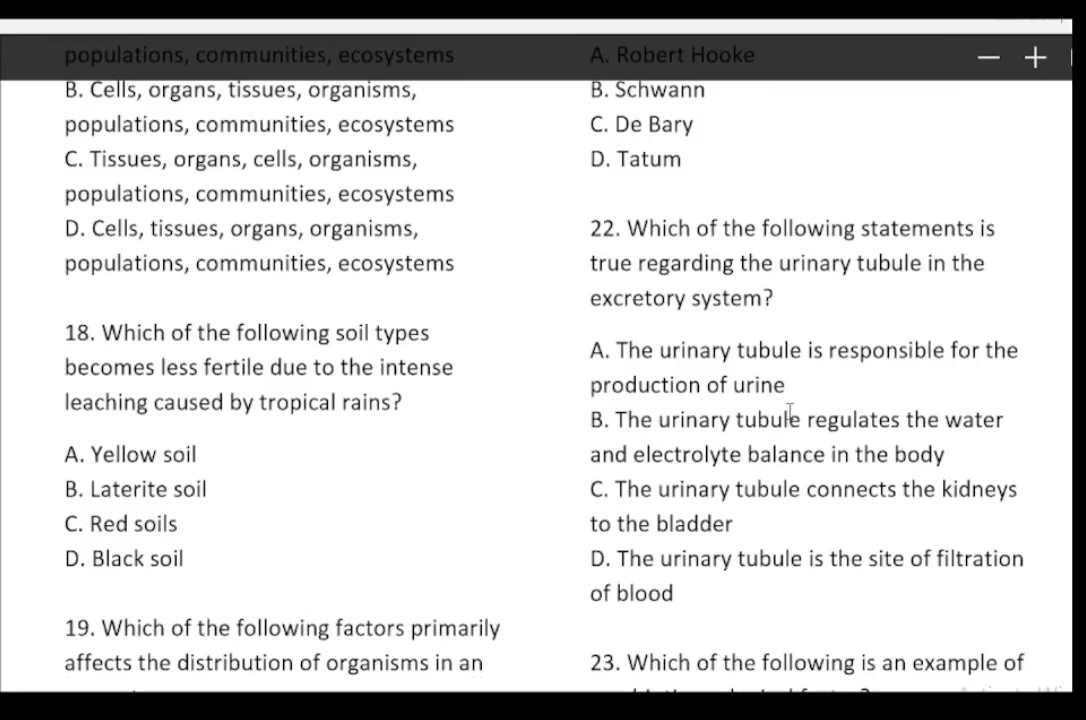 populations, communities, ecosystems
B. Cells, organs, tissues, organisms,
populations, communities, ecosystems
C. Tissues, organs, cells, organisms,
populations, communities, ecosystems
D. Cells, tissues, organs, organisms,
populations, communities, ecosystems
18. Which of the following soil types
becomes less fertile due to the intense
leaching caused by tropical rains?
A. Yellow soil
B. Laterite soil
C. Red soils
D. Black soil
19. Which of the following factors primarily
affects the distribution of organisms in an
A. Robert Hooke
B. Schwann
C. De Bary
D. Tatum
22. Which of the following statements is
true regarding the urinary tubule in the
excretory system?
A. The urinary tubule is responsible for the
production of urine
B. The urinary tubule regulates the water
and electrolyte balance in the body
C. The urinary tubule connects the kidneys
to the bladder
D. The urinary tubule is the site of filtration
of blood
23. Which of the following is an example of